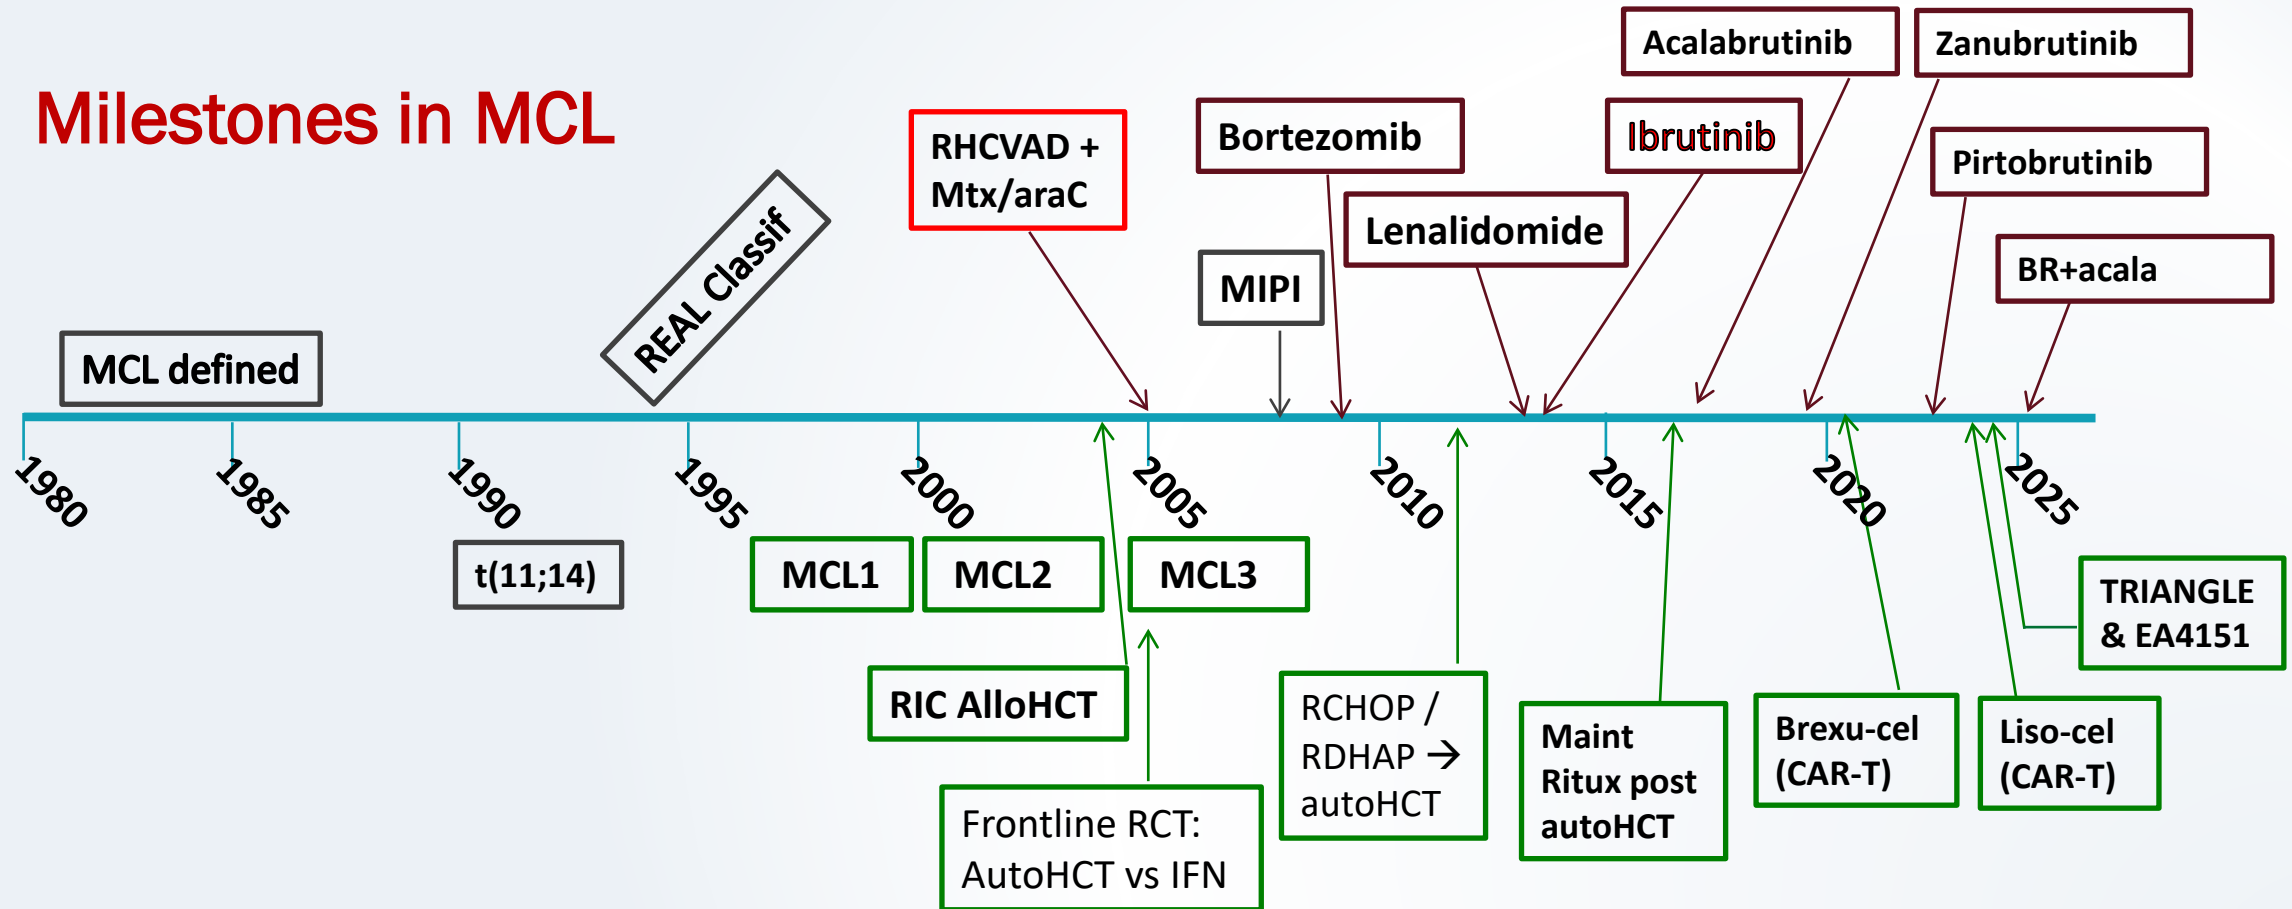 Milestones in MCL
Acalabrutinib
Zanubrutinib
RHCVAD +
Mtx/araC
Bortezomib
Ibrutinib
Pirtobrutinib
Lenalidomide
REAL Classif
MIPI
BR+acala
MCL defined
1980
1985
1990
1995
2000
2005
2010
2015
2020
2025
t(11;14)
MCL1
MCL2
MCL3
TRIANGLE
& EA4151
RIC AlloHCT
RCHOP /
RDHAP →
autoHCT
Maint
Ritux post
autoHCT
Brexu-cel
(CAR-T)
Liso-cel
(CAR-T)
Frontline RCT:
AutoHCT vs IFN